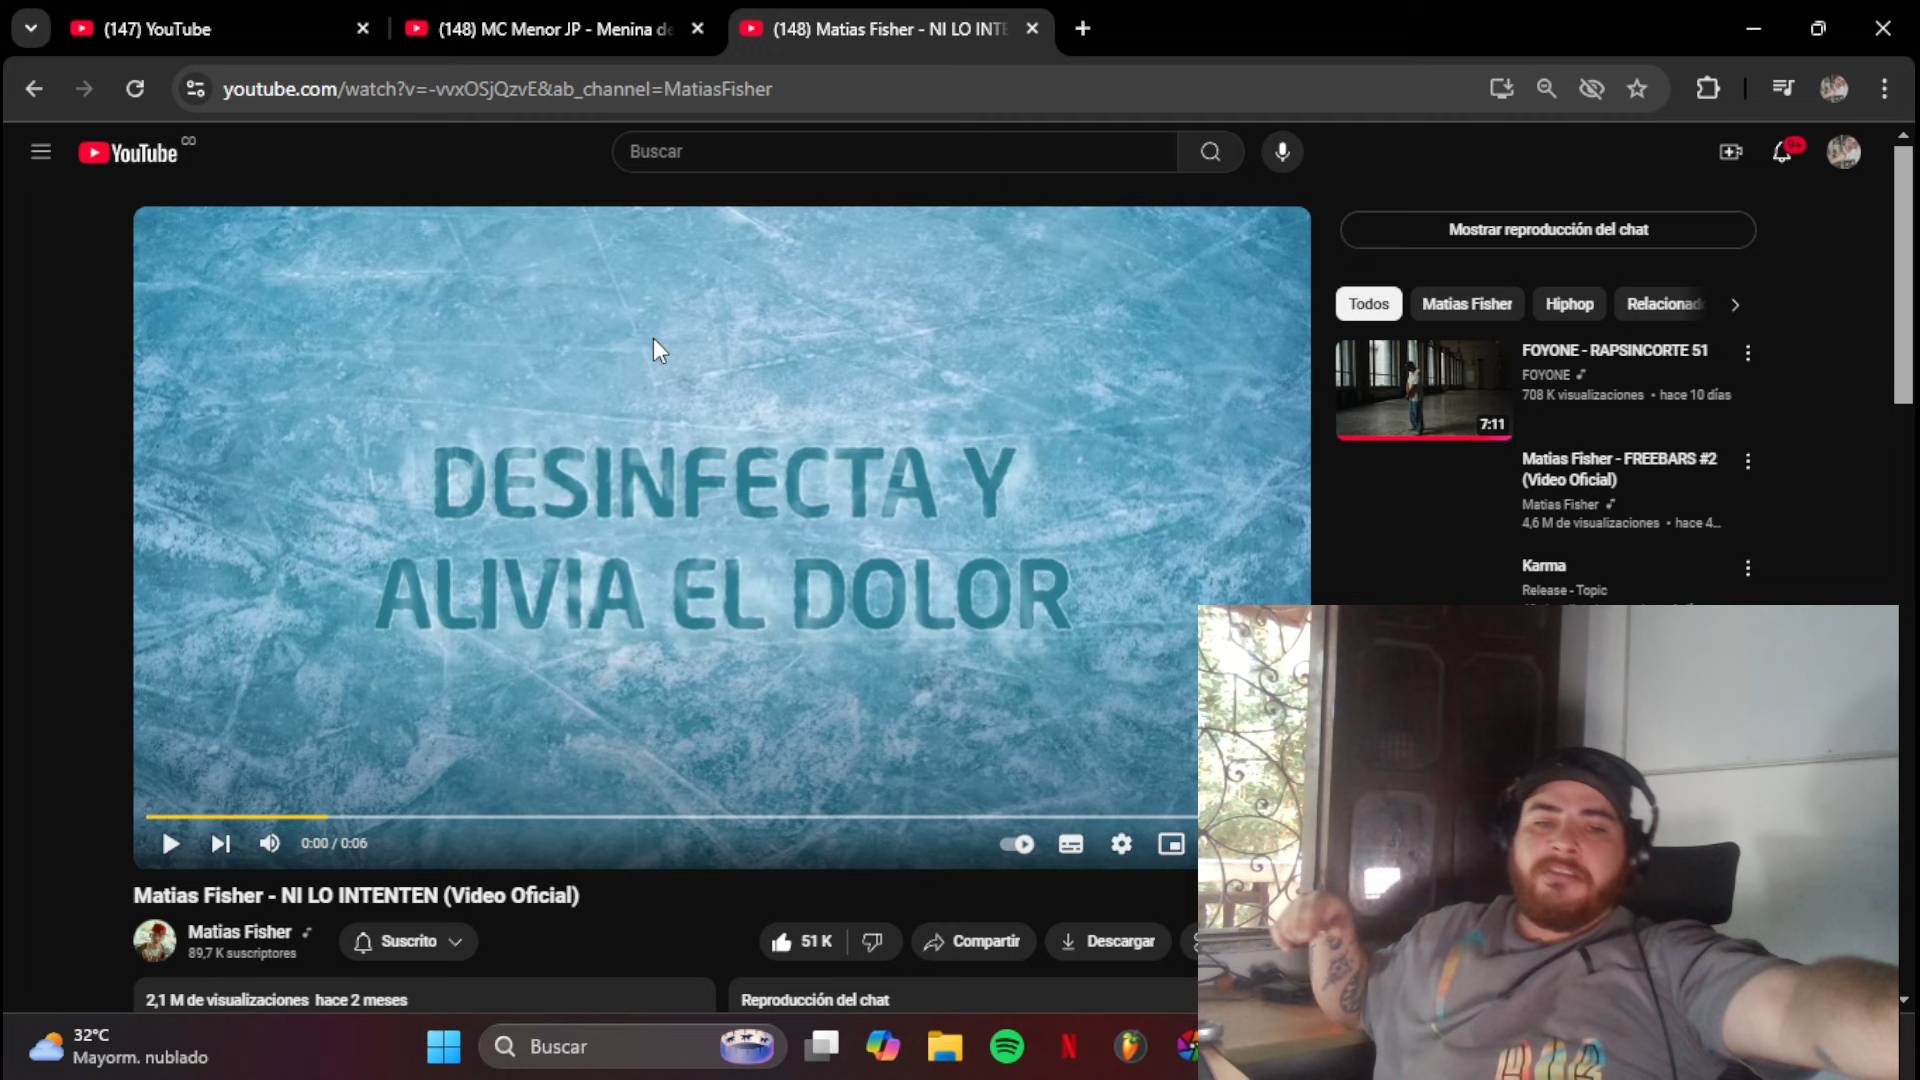 (147) YouTube
(148) MC Menor JP - Menina de
(148) Matias Fisher - NI LO INTE
youtube.com/watch?v=-vvxOSjQzvE&ab_channel=MatiasFisher
YouTube CO
Buscar
9+
DESINFECTA Y
ALIVIA EL DOLOR
0:00 / 0:06
Matias Fisher - NI LO INTENTEN (Video Oficial)
Matias Fisher
89,7 K suscriptores
Suscrito
51 K
Compartir
Descargar
2,1 M de visualizaciones hace 2 meses
Reproducción del chat
Mostrar reproducción del chat
Todos
Matias Fisher
Hiphop
Relacionad
7:11
FOYONE - RAPSINCORTE 51
FOYONE
708 K visualizaciones • hace 10 días
Matias Fisher - FREEBARS #2
(Video Oficial)
Matias Fisher
4,6 M de visualizaciones • hace 4...
Karma
Release - Topic
32°C
Mayorm. nublado
Buscar